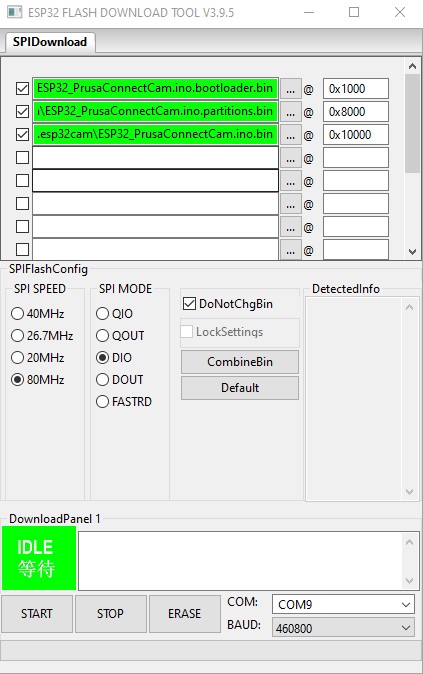 ESP32 FLASH DOWNLOAD TOOL V3.9.5
SPIDownload
ESP32_PrusaConnectCam.ino.bootloader.bin ... @ 0x1000
\ESP32_PrusaConnectCam.ino.partitions.bin ... @ 0x8000
.esp32cam\ESP32_PrusaConnectCam.ino.bin ... @ 0x10000
... @
... @
... @
... @
... @
SPIFlashConfig
SPI SPEED
40MHz
26.7MHz
20MHz
80MHz
SPI MODE
QIO
QOUT
DIO
DOUT
FASTRD
DoNotChgBin
LockSettings
CombineBin
Default
DetectedInfo
DownloadPanel 1
IDLE
等待
START
STOP
ERASE
COM: COM9
BAUD: 460800